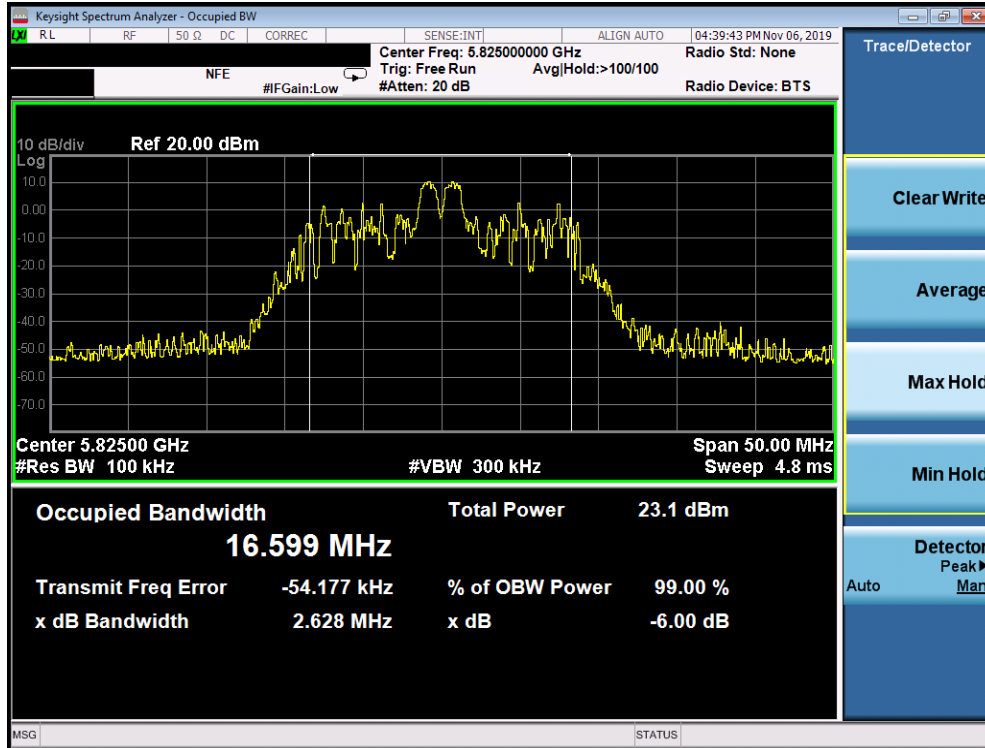 Keysight Spectrum Analyzer - Occupied BW
LXI RL RF 50 Ω DC CORREC SENSE:INT ALIGN AUTO 04:39:43 PM Nov 06, 2019
Center Freq: 5.825000000 GHz Radio Std: None
NFE Trig: Free Run Avg|Hold:>100/100
#IFGain:Low #Atten: 20 dB Radio Device: BTS
Trace/Detector
10 dB/div Ref 20.00 dBm
Log
10.0
0.00
-10.0
-20.0
-30.0
-40.0
-50.0
-60.0
-70.0
Center 5.82500 GHz Span 50.00 MHz
#Res BW 100 kHz #VBW 300 kHz Sweep 4.8 ms
Occupied Bandwidth Total Power 23.1 dBm
16.599 MHz
Transmit Freq Error -54.177 kHz % of OBW Power 99.00 %
x dB Bandwidth 2.628 MHz x dB -6.00 dB
Clear Write
Average
Max Hold
Min Hold
Detector
Peak
Auto Man
MSG STATUS